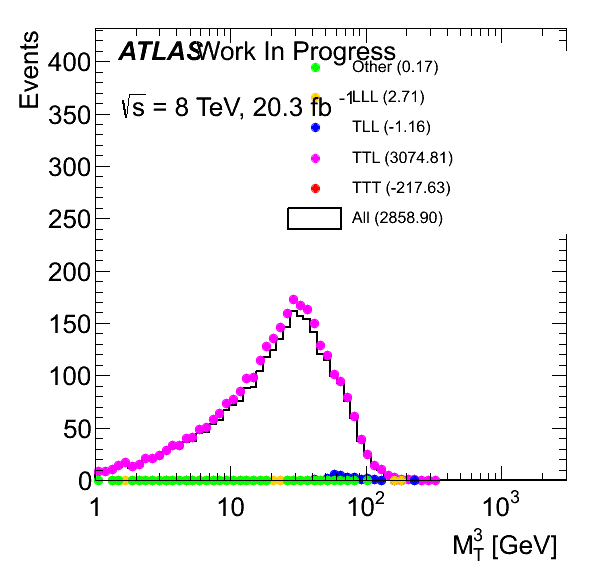 ATLAS Work In Progress
√s = 8 TeV, 20.3 fb -1
Other (0.17)
LLL (2.71)
TLL (-1.16)
TTL (3074.81)
TTT (-217.63)
All (2858.90)
Events
400
350
300
250
200
150
100
50
0
1 10 10² 10³
M³_T [GeV]